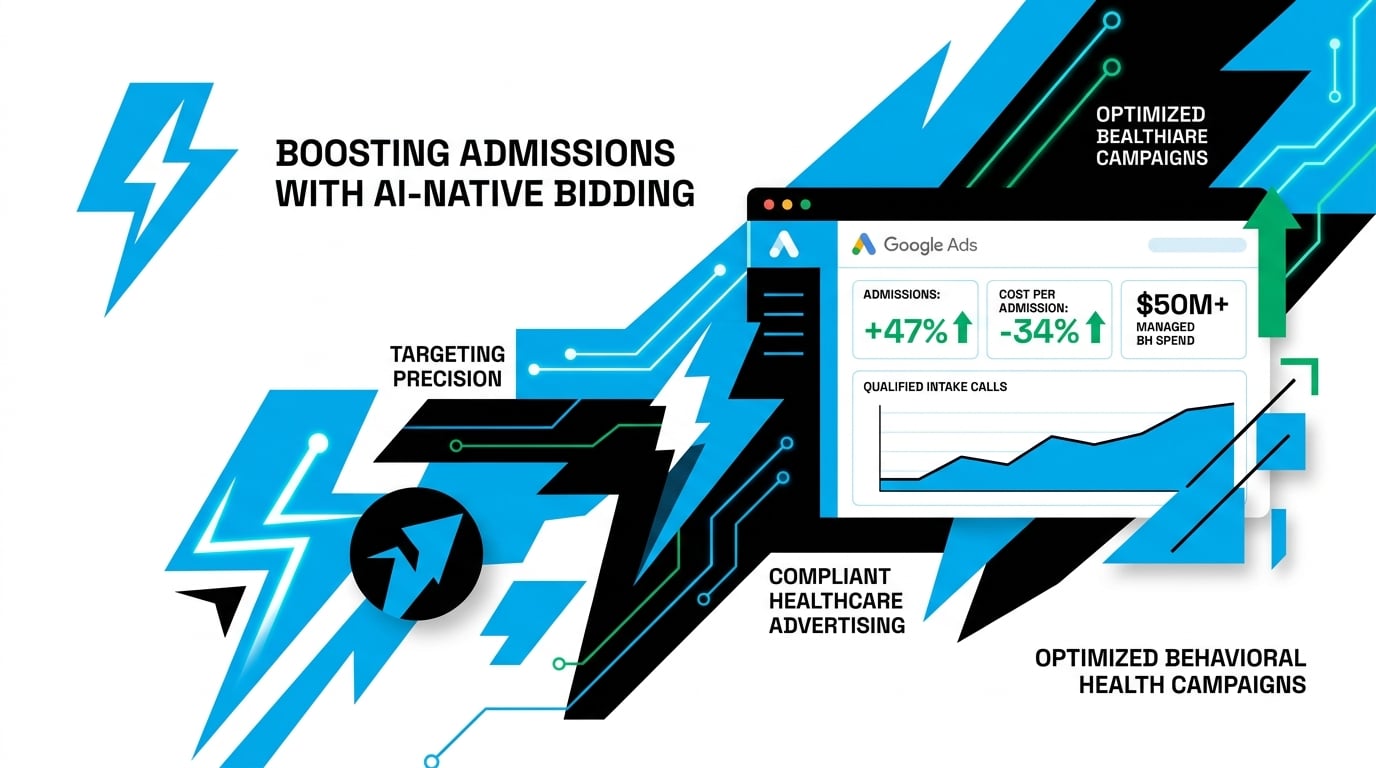 BOOSTING ADMISSIONS
WITH AI-NATIVE BIDDING
OPTIMIZED
BEALTHIARE
CAMPAIGNS
Google Ads
ADMISSIONS:
+47%
COST PER
ADMISSION:
-34%
$50M+
MANAGED
BH SPEND
QUALIFIED INTAKE CALLS
TARGETING
PRECISION
COMPLIANT
HEALTHCARE
ADVERTISING
OPTIMIZED BEHAVIORAL
HEALTH CAMPAIGNS